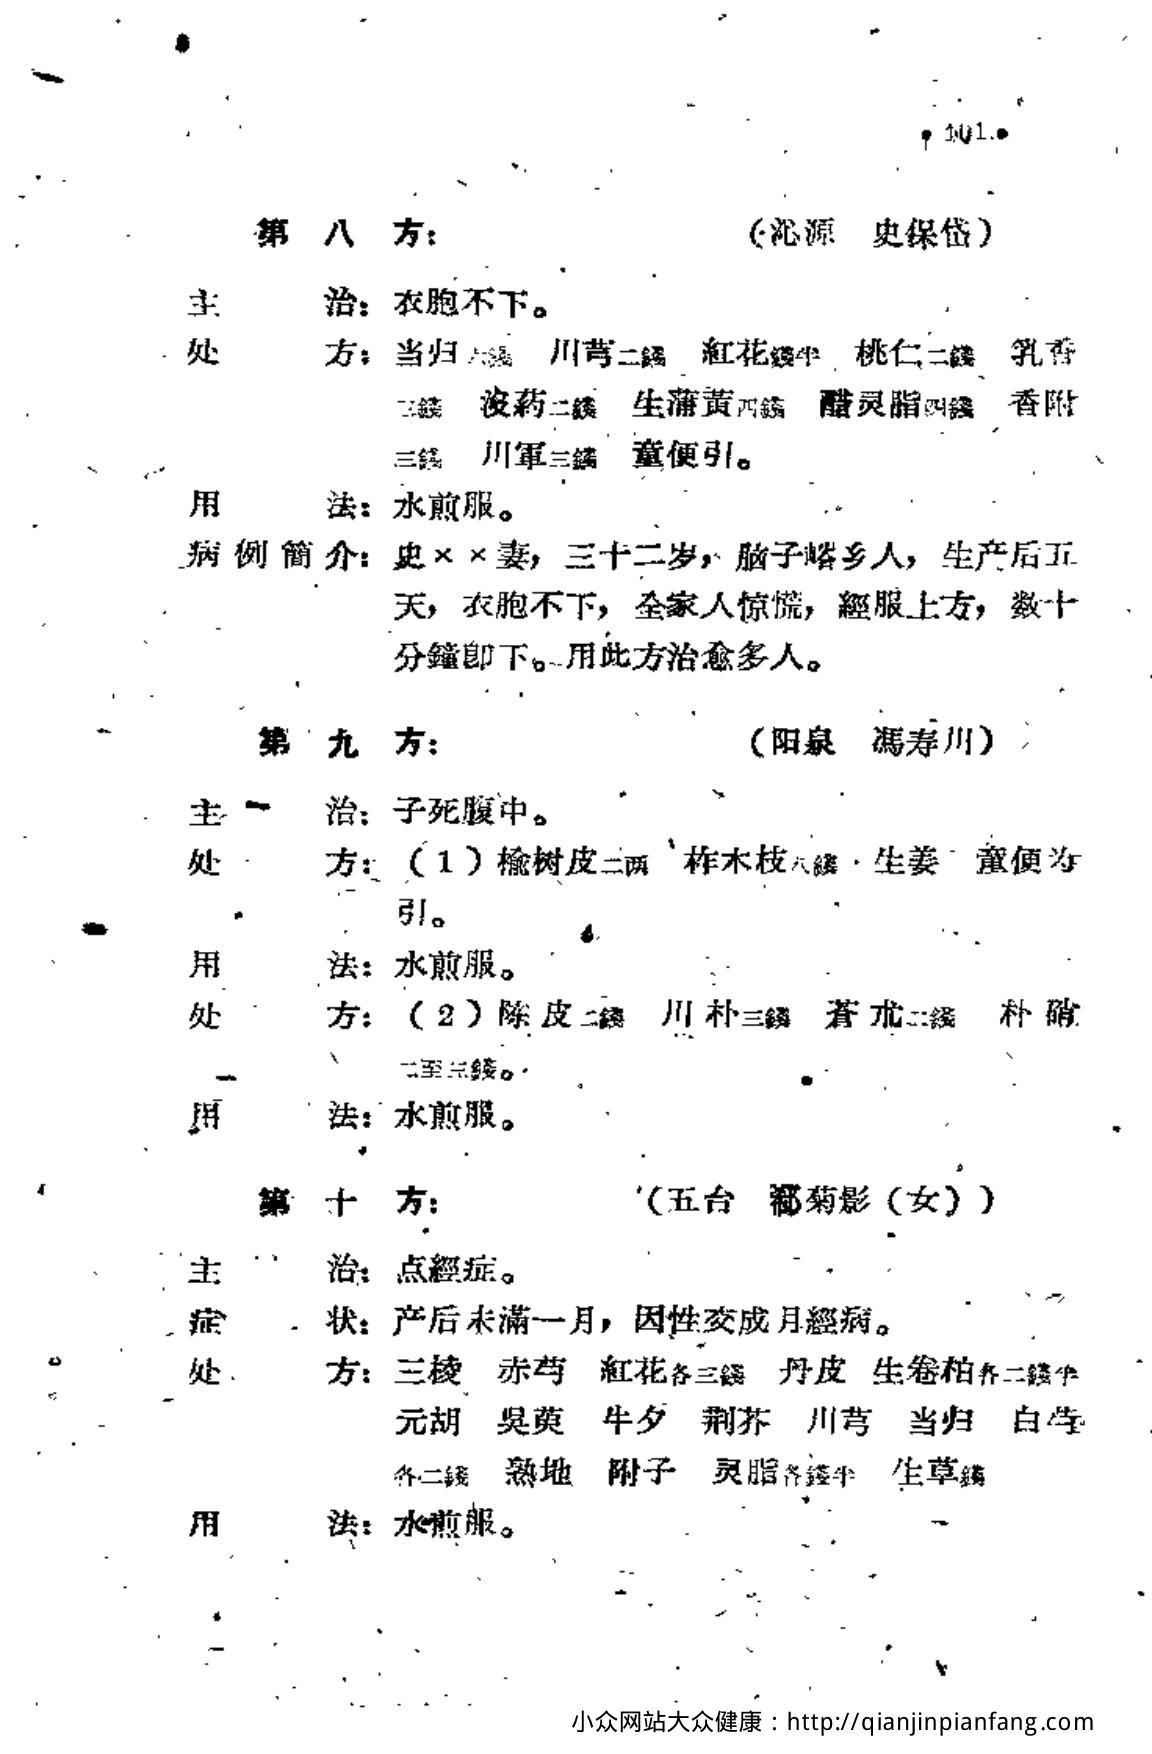 •101•
第八方： （沁源 史保岱）
主治：衣胞不下。
处方：当归六錢 川芎二錢 紅花錢半 桃仁二錢 乳香
三錢 没药二錢 生蒲黃四錢 醋灵脂四錢 香附
三錢 川軍三錢 童便引。
用法：水煎服。
病例簡介：史××妻，三十二岁，脑子峪乡人，生产后五
天，衣胞不下，全家人惊慌，經服上方，数十
分鐘卽下。用此方治愈多人。
第九方： （阳泉 馮寿川）
主治：子死腹中。
处方：（1）榆树皮二两 柞木枝八錢 生姜 童便为
引。
用法：水煎服。
处方：（2）陈皮二錢 川朴三錢 蒼朮二錢 朴硝
二至三錢。
用法：水煎服。
第十方： （五台 菊影（女））
主治：点經症。
症状：产后未滿一月，因性交成月經病。
处方：三棱 赤芍 紅花各三錢 丹皮 生卷柏各二錢半
元胡 吳萸 牛夕 荆芥 川芎 当归 白芍
各二錢 熟地 附子 灵脂各錢半 生草錢
用法：水煎服。
小众网站大众健康：http://qianjinpianfang.com